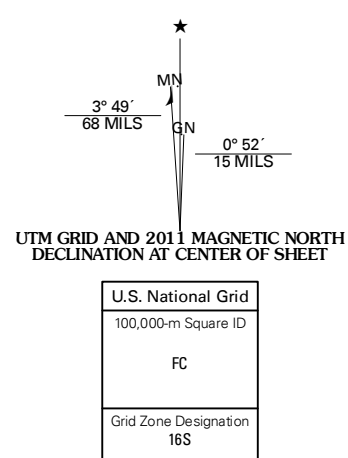 ★
MN
3° 49´
68 MILS
GN
0° 52´
15 MILS
UTM GRID AND 2011 MAGNETIC NORTH
DECLINATION AT CENTER OF SHEET
U.S. National Grid
100,000-m Square ID
FC
Grid Zone Designation
16S